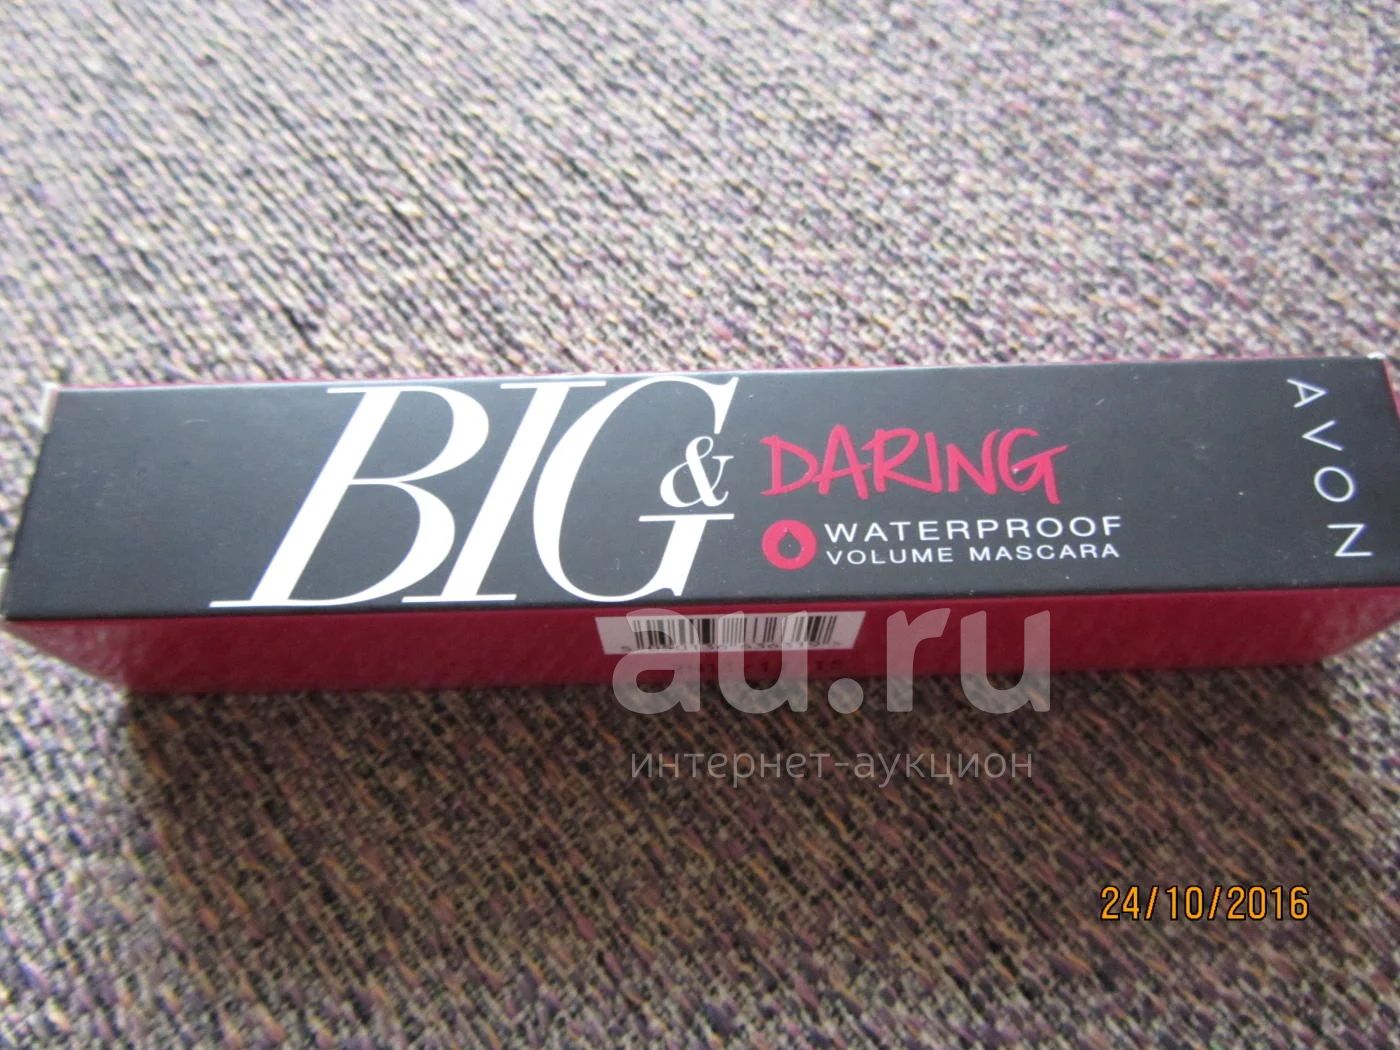 BIG & DARING
WATERPROOF
VOLUME MASCARA
AVON
au.ru
интернет-аукцион
24/10/2016